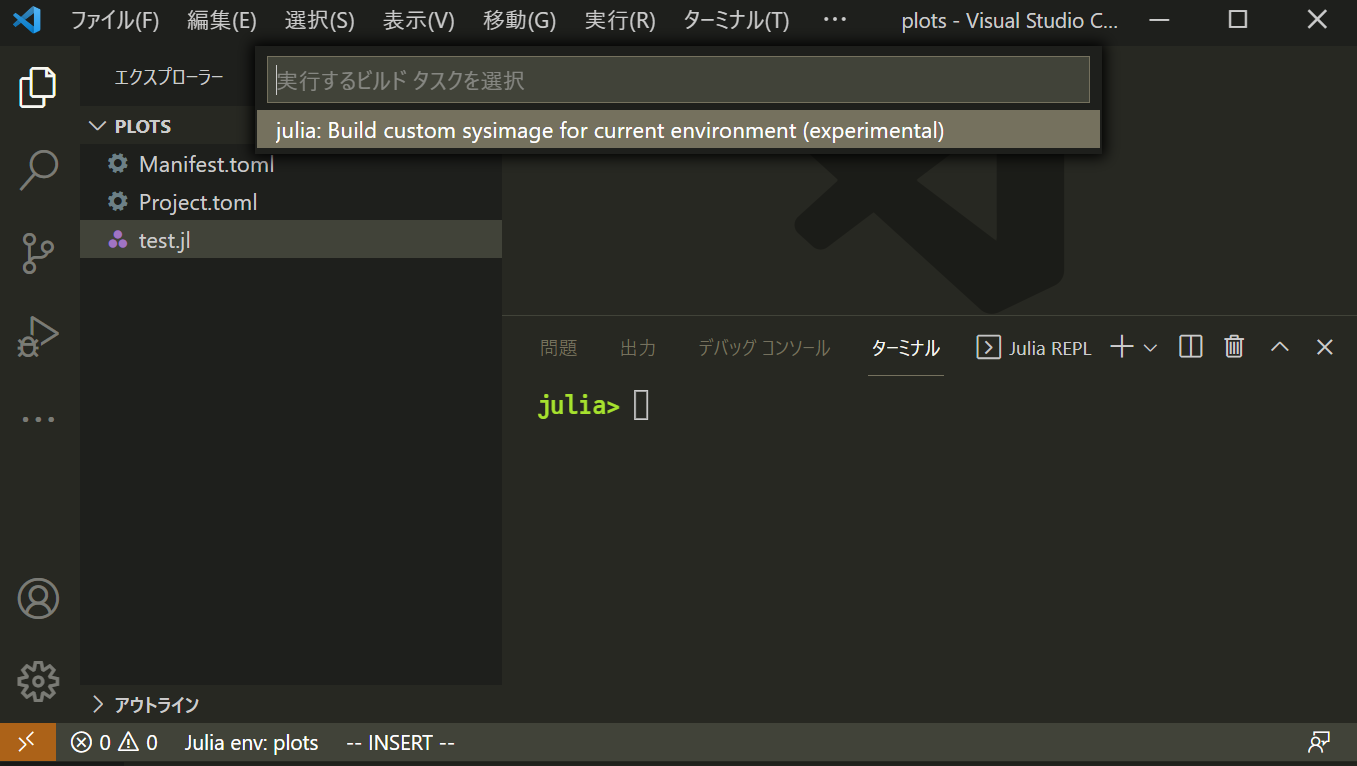 ファイル(F) 編集(E) 選択(S) 表示(V) 移動(G) 実行(R) ターミナル(T) ··· plots - Visual Studio C...
エクスプローラー
実行するビルド タスクを選択
julia: Build custom sysimage for current environment (experimental)
PLOTS
Manifest.toml
Project.toml
test.jl
問題 出力 デバッグ コンソール ターミナル Julia REPL
julia>
アウトライン
0 0 Julia env: plots -- INSERT --